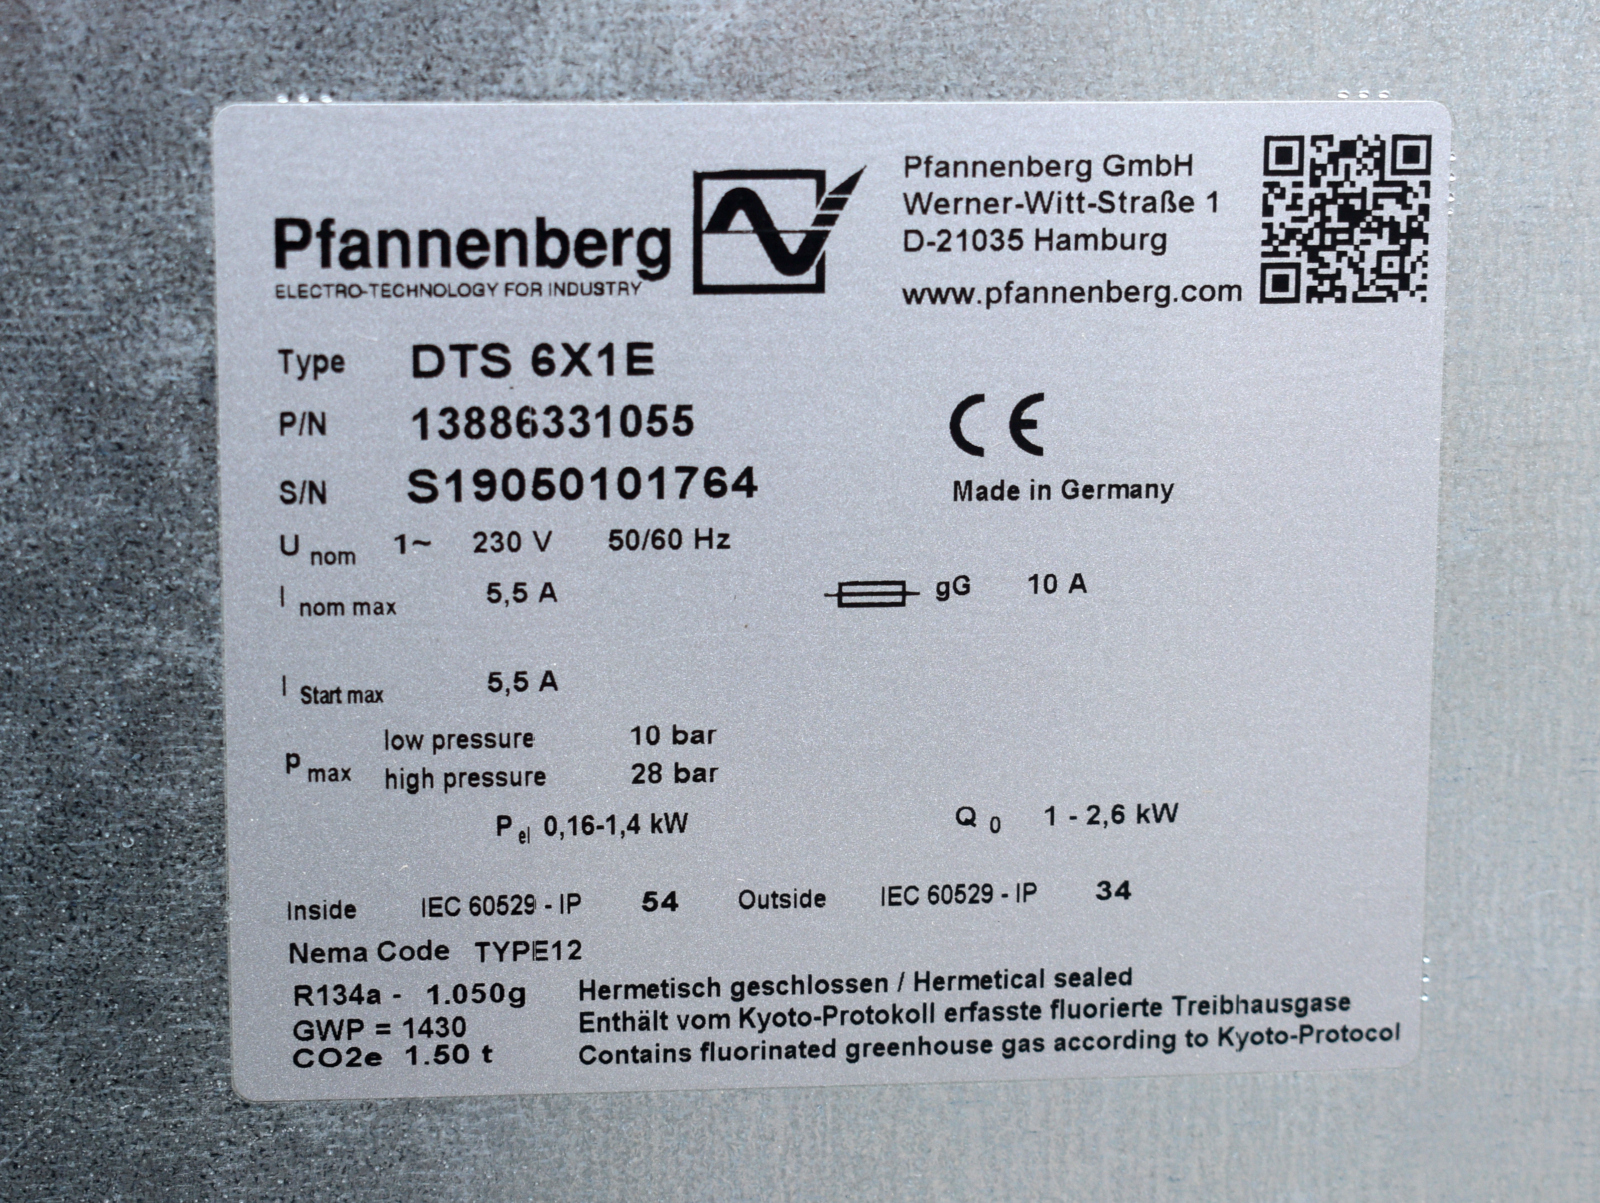 Pfannenberg
ELECTRO-TECHNOLOGY FOR INDUSTRY
Pfannenberg GmbH
Werner-Witt-Straße 1
D-21035 Hamburg
www.pfannenberg.com
Type DTS 6X1E
P/N 13886331055
S/N S19050101764
CE
Made in Germany
U nom 1~ 230 V 50/60 Hz
I nom max 5,5 A gG 10 A
I Start max 5,5 A
P max low pressure 10 bar
high pressure 28 bar
P el 0,16-1,4 kW Q 0 1 - 2,6 kW
Inside IEC 60529 - IP 54 Outside IEC 60529 - IP 34
Nema Code TYPE12
R134a - 1.050g Hermetisch geschlossen / Hermetical sealed
GWP = 1430 Enthält vom Kyoto-Protokoll erfasste fluorierte Treibhausgase
CO2e 1.50 t Contains fluorinated greenhouse gas according to Kyoto-Protocol